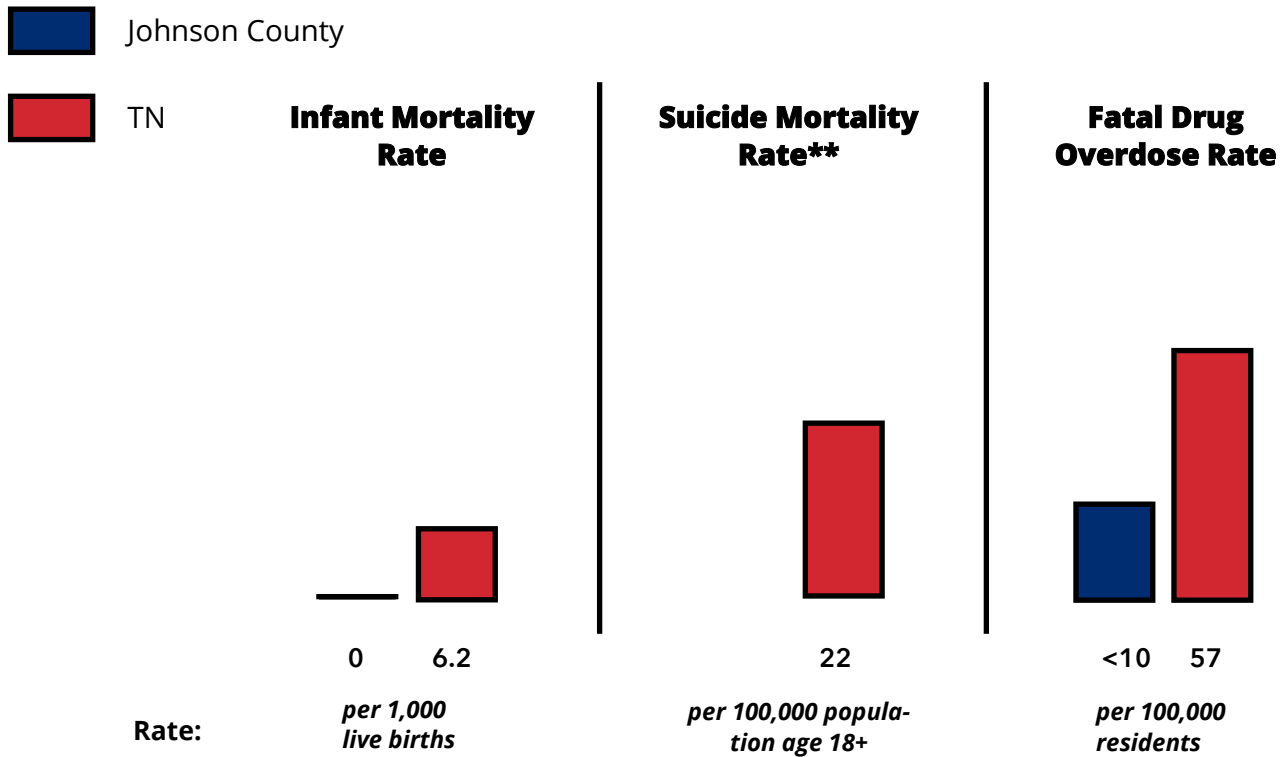 Johnson County
TN
Infant Mortality
Rate
Suicide Mortality
Rate**
Fatal Drug
Overdose Rate
0 6.2
22
<10 57
Rate:
per 1,000
live births
per 100,000 popula-
tion age 18+
per 100,000
residents